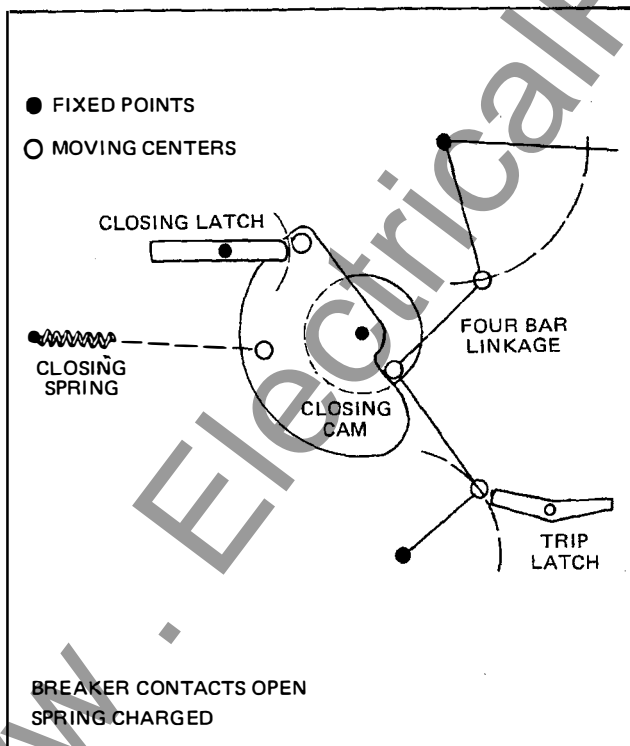 FIXED POINTS
MOVING CENTERS
CLOSING LATCH
FOUR BAR
LINKAGE
CLOSING
SPRING
CLOSING
CAM
TRIP
LATCH
BREAKER CONTACTS OPEN
SPRING CHARGED
w . Electrical